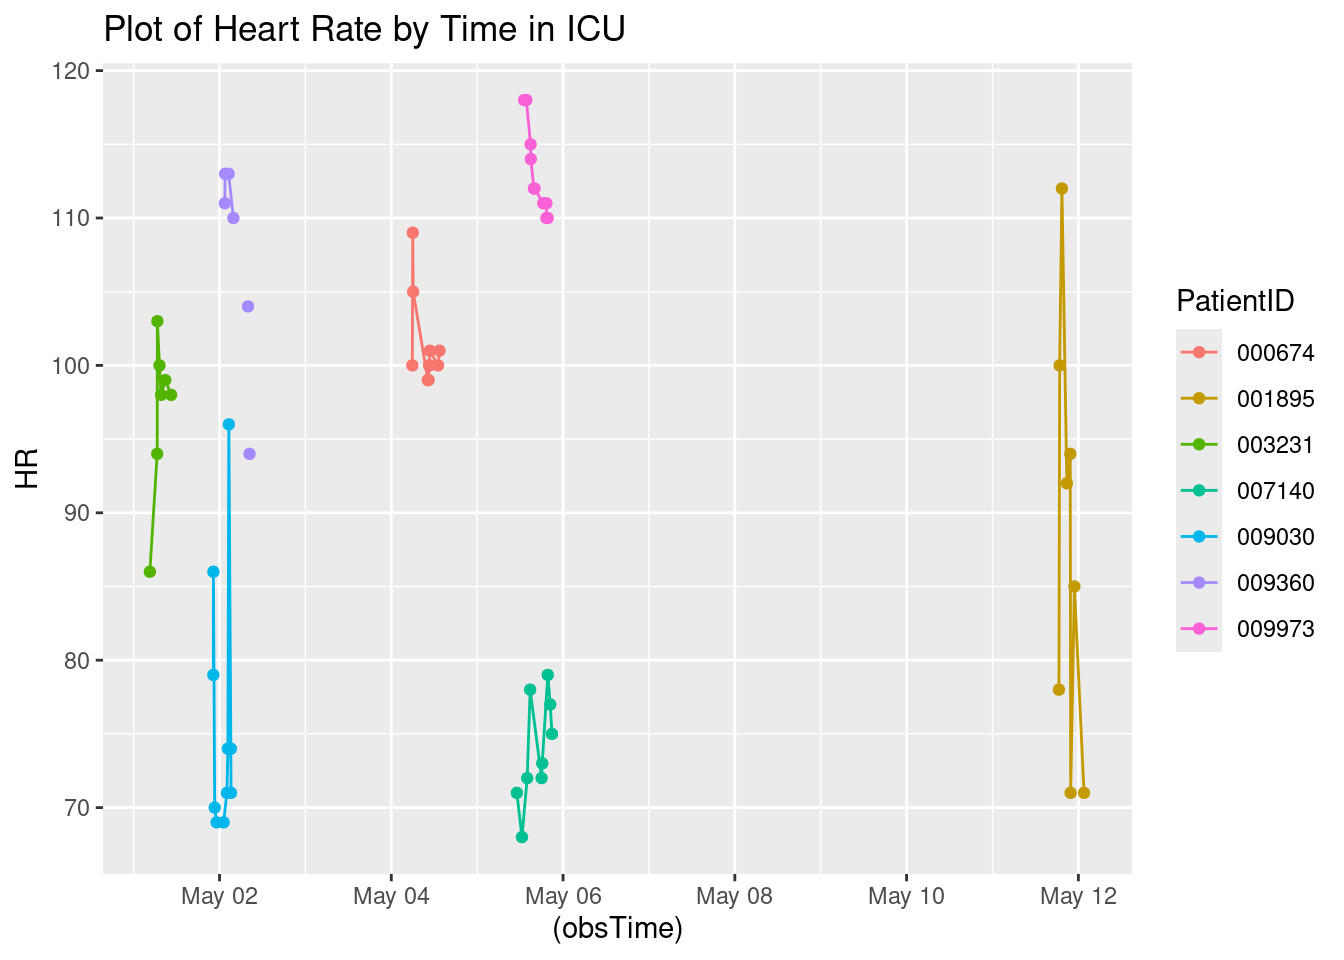 Plot of Heart Rate by Time in ICU
120
110
100
90
80
70
HR
May 02
May 04
May 06
May 08
May 10
May 12
(obsTime)
PatientID
000674
001895
003231
007140
009030
009360
009973